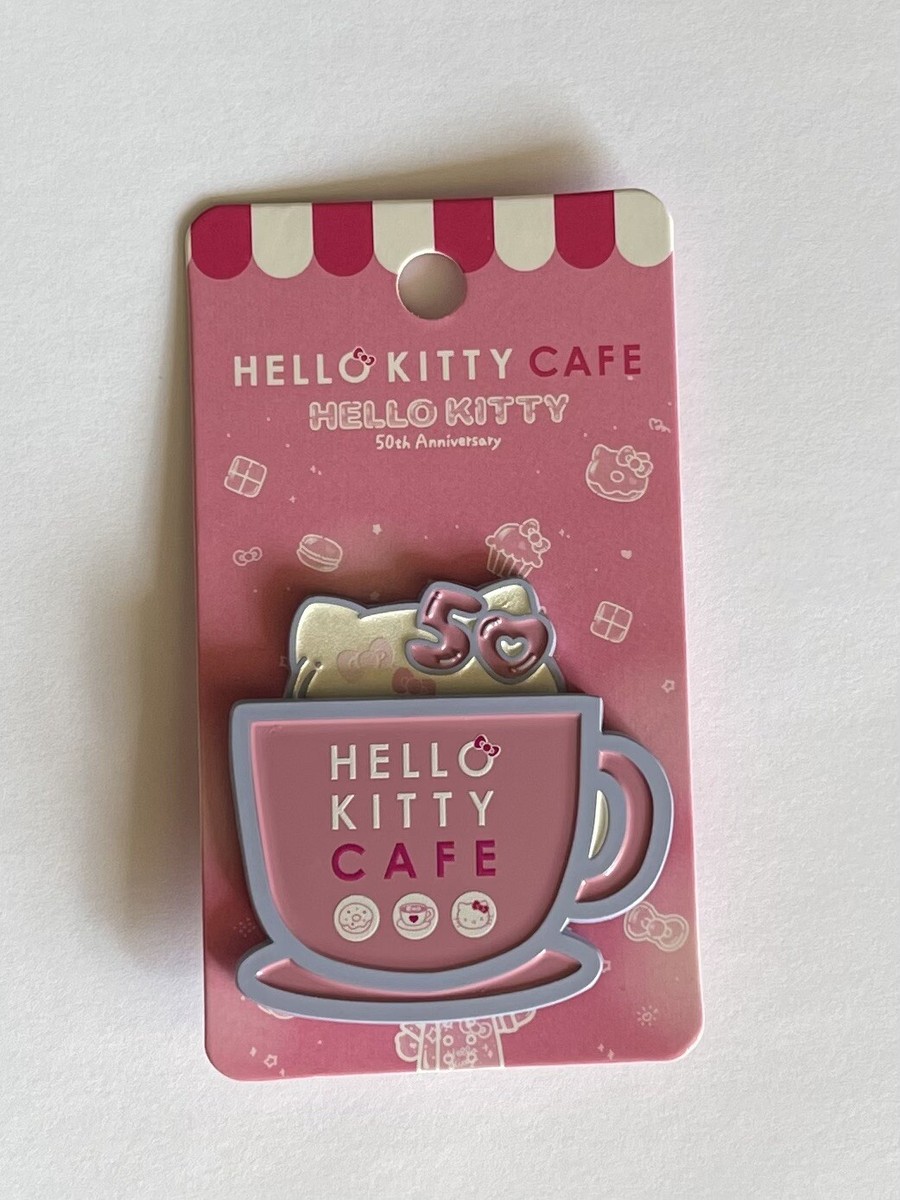 HELLO KITTY CAFE
HELLO KITTY
50th Anniversary
50
HELLO
KITTY
CAFE